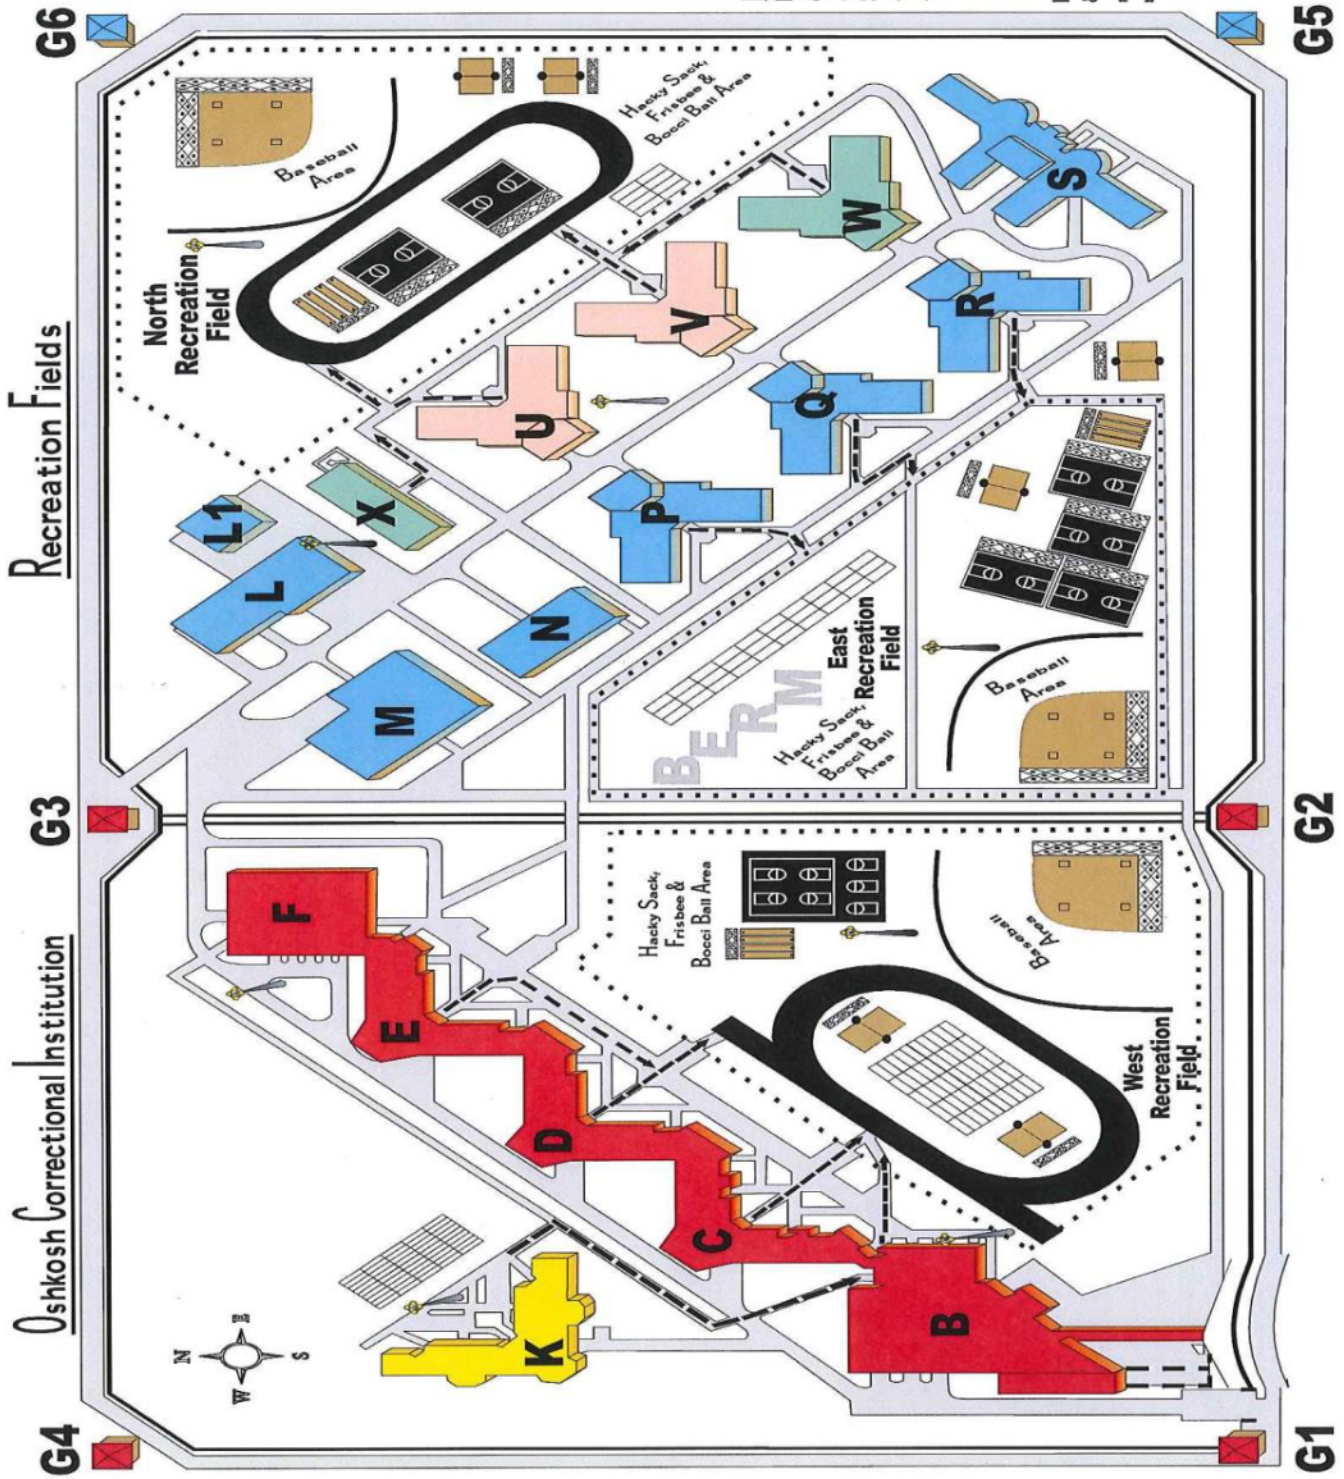 Oshkosh Correctional Institution
Recreation Fields
G4
G3
G6
N
W
E
S
K
F
E
D
C
B
Hacky Sack,
Frisbee &
Bocci Ball Area
Baseball
Area
West
Recreation
Field
L1
L
X
M
N
U
V
W
P
Q
R
S
North
Recreation
Field
Baseball
Area
Hacky Sack,
Frisbee &
Bocci Ball Area
BERM
East
Recreation
Field
Hacky Sack,
Frisbee &
Bocci Ball
Area
Baseball
Area
G1
G2
G5